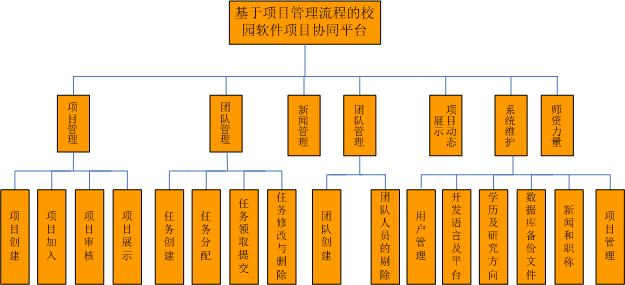 基于项目管理流程的校
园软件项目协同平台
项目管理
团队管理
新闻管理
团队管理
项目动态
展示
系统维护
师资力量
项目创建
项目加入
项目审核
项目展示
任务创建
任务分配
任务领取提交
任务修改与删除
团队创建
团队人员的剔除
用户管理
开发语言及平台
学历及研究方向
数据库备份文件
新闻和职称
项目管理